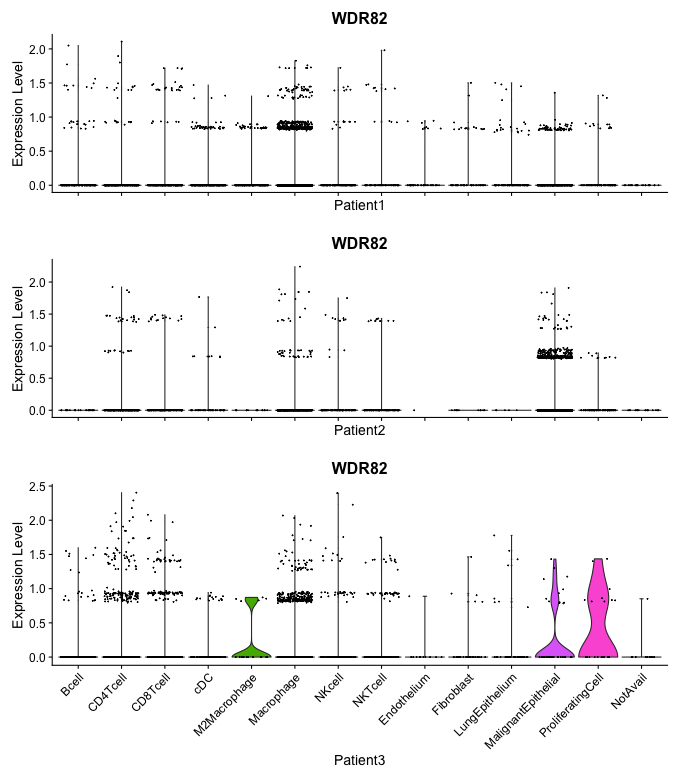 WDR82
Expression Level
2.0
1.5
1.0
0.5
0.0
Patient1
WDR82
Expression Level
2.0
1.5
1.0
0.5
0.0
Patient2
WDR82
Expression Level
2.5
2.0
1.5
1.0
0.5
0.0
Bcell
CD4Tcell
CD8Tcell
cDC
M2Macrophage
Macrophage
NKcell
NKTcell
Endothelium
Fibroblast
LungEpithelium
MalignantEpithelial
ProliferatingCell
NotAvail
Patient3